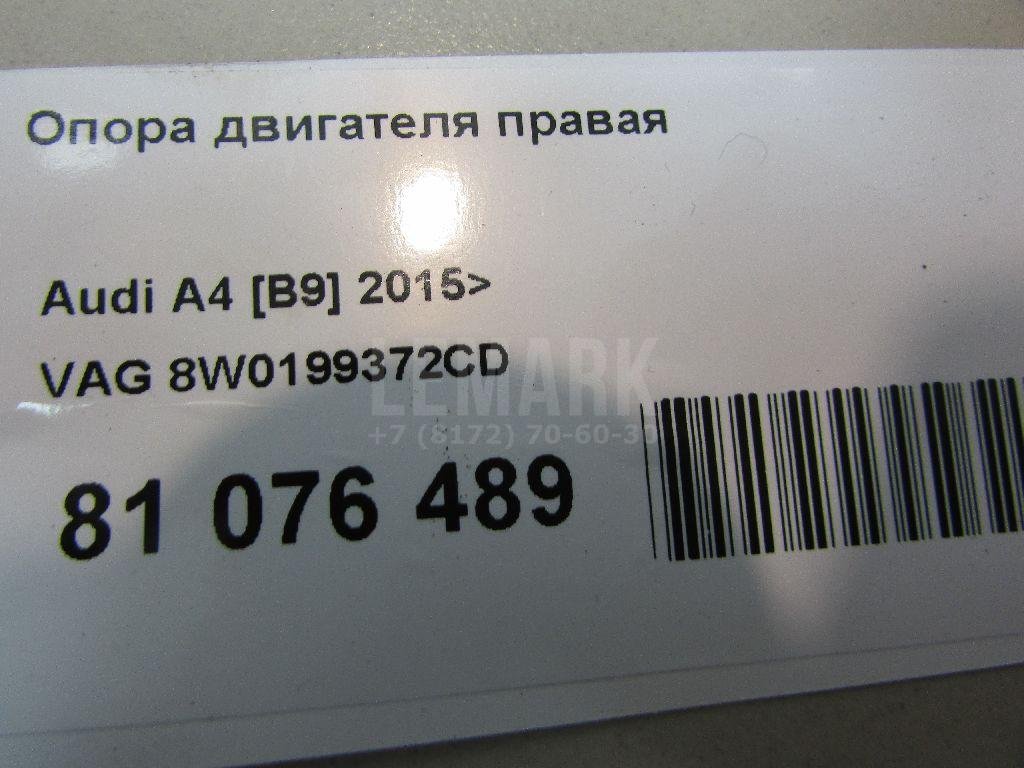 Опора двигателя правая
Audi A4 [B9] 2015>
VAG 8W0199372CD
LEMARK
+7 (8172) 70-60-30
81 076 489